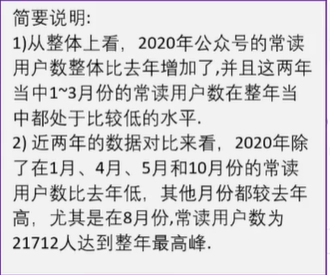 简要说明:
1)从整体上看，2020年公众号的常读
用户数整体比去年增加了,并且这两年
当中1~3月份的常读用户数在整年当
中都处于比较低的水平.
2) 近两年的数据对比来看，2020年除
了在1月、4月、5月和10月份的常读
用户数比去年低，其他月份都较去年
高，尤其是在8月份,常读用户数为
21712人达到整年最高峰.